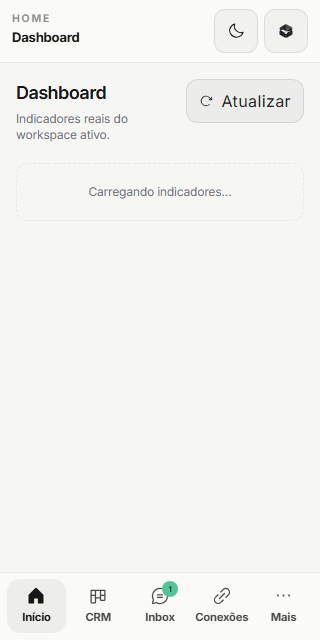 HOME
Dashboard
Dashboard
Indicadores reais do
workspace ativo.
Atualizar
Carregando indicadores...
1
Início
CRM
Inbox
Conexões
Mais